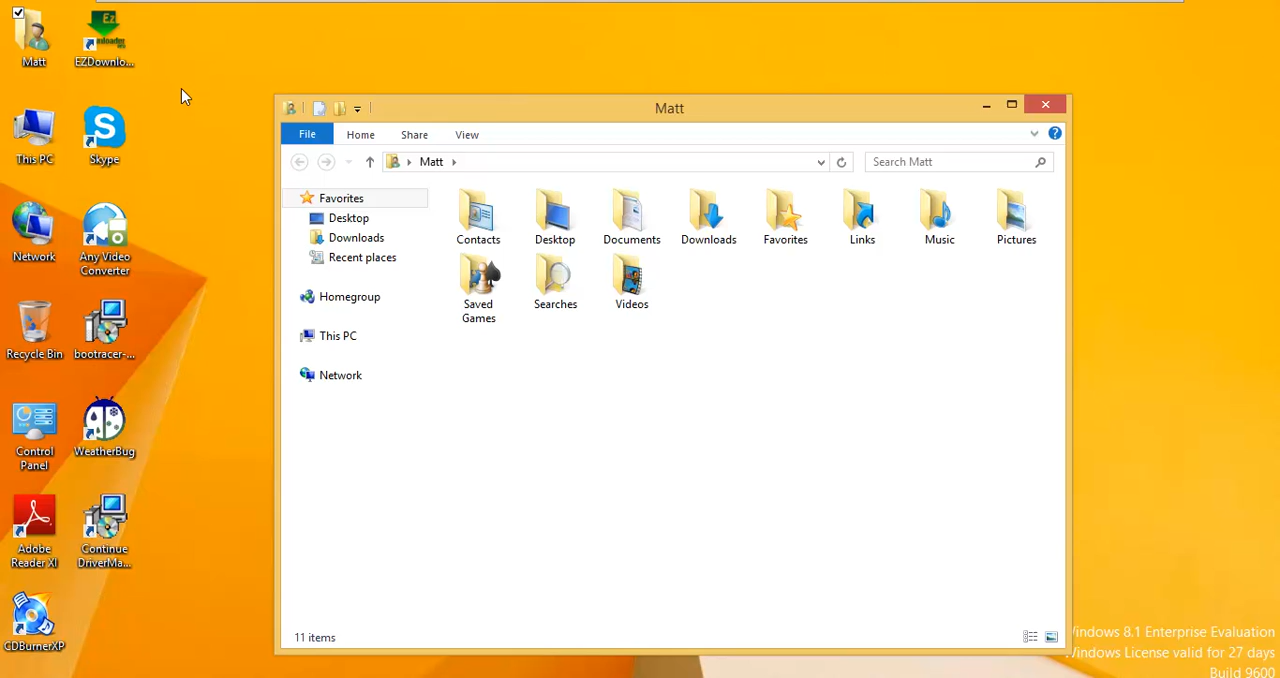 Matt
EZDownlo...
This PC
Skype
Network
Any Video
Converter
Recycle Bin
bootracer-...
Control
Panel
WeatherBug
Adobe
Reader XI
Continue
DriverMa...
CDBurnerXP
Matt
File
Home
Share
View
Matt
Search Matt
Favorites
Desktop
Downloads
Recent places
Homegroup
This PC
Network
Contacts
Desktop
Documents
Downloads
Favorites
Links
Music
Pictures
Saved
Games
Searches
Videos
11 items
Windows 8.1 Enterprise Evaluation
Windows License valid for 27 days
Build 9600